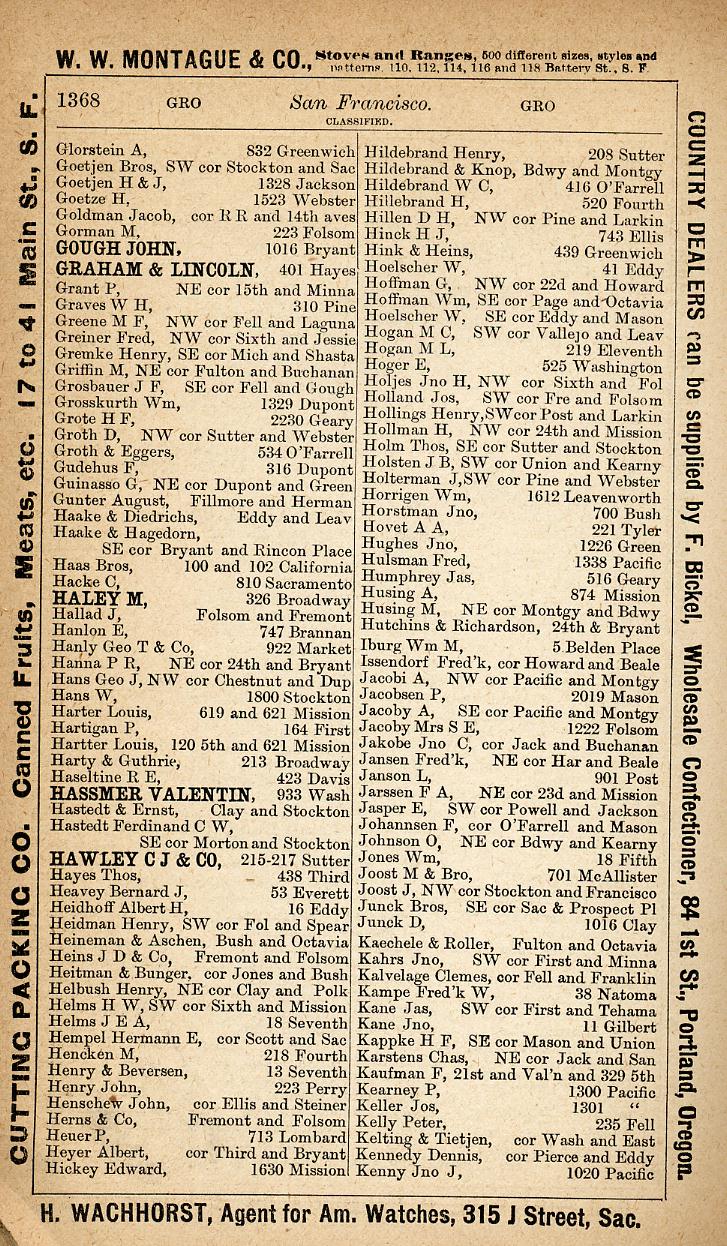 W. W. MONTAGUE & CO., Stoves and Ranges, 500 different sizes, styles and
patterns. 110, 112, 114, 116 and 118 Battery St., S. F.
1368 GRO San Francisco. GRO
CLASSIFIED.
Glorstein A, 832 Greenwich
Goetjen Bros, SW cor Stockton and Sac
Goetjen H & J, 1328 Jackson
Goetze H, 1523 Webster
Goldman Jacob, cor R R and 14th aves
Gorman M, 223 Folsom
GOUGH JOHN, 1016 Bryant
GRAHAM & LINCOLN, 401 Hayes
Grant P, NE cor 15th and Minna
Graves W H, 310 Pine
Greene M F, NW cor Fell and Laguna
Greiner Fred, NW cor Sixth and Jessie
Gremke Henry, SE cor Mich and Shasta
Griffin M, NE cor Fulton and Buchanan
Grosbauer J F, SE cor Fell and Gough
Grosskurth Wm, 1329 Dupont
Grote H F, 2230 Geary
Groth D, NW cor Sutter and Webster
Groth & Eggers, 534 O'Farrell
Gudehus F, 316 Dupont
Guinasso G, NE cor Dupont and Green
Gunter August, Fillmore and Herman
Haake & Diedrichs, Eddy and Leav
Haake & Hagedorn,
SE cor Bryant and Rincon Place
Haas Bros, 100 and 102 California
Hacke C, 810 Sacramento
HALEY M, 326 Broadway
Hallad J, Folsom and Fremont
Hanlon E, 747 Brannan
Hanly Geo T & Co, 922 Market
Hanna P R, NE cor 24th and Bryant
Hans Geo J, NW cor Chestnut and Dup
Hans W, 1800 Stockton
Harter Louis, 619 and 621 Mission
Hartigan P, 164 First
Hartter Louis, 120 5th and 621 Mission
Harty & Guthrie, 213 Broadway
Haseltine R E, 423 Davis
HASSMER VALENTIN, 933 Wash
Hastedt & Ernst, Clay and Stockton
Hastedt Ferdinand C W,
SE cor Morton and Stockton
HAWLEY C J & CO, 215-217 Sutter
Hayes Thos, 438 Third
Heavey Bernard J, 53 Everett
Heidhoff Albert H, 16 Eddy
Heidman Henry, SW cor Fol and Spear
Heineman & Aschen, Bush and Octavia
Heins J D & Co, Fremont and Folsom
Heitman & Bunger, cor Jones and Bush
Helbush Henry, NE cor Clay and Polk
Helms H W, SW cor Sixth and Mission
Helms J E A, 18 Seventh
Hempel Hermann E, cor Scott and Sac
Hencken M, 218 Fourth
Henry & Beversen, 13 Seventh
Henry John, 223 Perry
Henschew John, cor Ellis and Steiner
Herns & Co, Fremont and Folsom
Heuer P, 713 Lombard
Heyer Albert, cor Third and Bryant
Hickey Edward, 1630 Mission
Hildebrand Henry, 208 Sutter
Hildebrand & Knop, Bdwy and Montgy
Hildebrand W C, 416 O'Farrell
Hillebrand H, 520 Fourth
Hillen D H, NW cor Pine and Larkin
Hinck H J, 743 Ellis
Hink & Heins, 439 Greenwich
Hoelscher W, 41 Eddy
Hoffman G, NW cor 22d and Howard
Hoffman Wm, SE cor Page and Octavia
Hoelscher W, SE cor Eddy and Mason
Hogan M C, SW cor Vallejo and Leav
Hogan M L, 219 Eleventh
Hoger E, 525 Washington
Holjes Jno H, NW cor Sixth and Fol
Holland Jos, SW cor Fre and Folsom
Hollings Henry, SW cor Post and Larkin
Hollman H, NW cor 24th and Mission
Holm Thos, SE cor Sutter and Stockton
Holsten J B, SW cor Union and Kearny
Holterman J, SW cor Pine and Webster
Horrigen Wm, 1612 Leavenworth
Horstman Jno, 700 Bush
Hovet A A, 221 Tyler
Hughes Jno, 1226 Green
Hulsman Fred, 1338 Pacific
Humphrey Jas, 516 Geary
Husing A, 874 Mission
Husing M, NE cor Montgy and Bdwy
Hutchins & Richardson, 24th & Bryant
Iburg Wm M, 5 Belden Place
Issendorf Fred'k, cor Howard and Beale
Jacobi A, NW cor Pacific and Montgy
Jacobsen P, 2019 Mason
Jacoby A, SE cor Pacific and Montgy
Jacoby Mrs S E, 1222 Folsom
Jakobe Jno C, cor Jack and Buchanan
Jansen Fred'k, NE cor Har and Beale
Janson L, 901 Post
Jarssen F A, NE cor 23d and Mission
Jasper E, SW cor Powell and Jackson
Johannsen F, cor O'Farrell and Mason
Johnson O, NE cor Bdwy and Kearny
Jones Wm, 18 Fifth
Joost M & Bro, 701 McAllister
Joost J, NW cor Stockton and Francisco
Junck Bros, SE cor Sac & Prospect Pl
Junck D, 1016 Clay
Kaechele & Roller, Fulton and Octavia
Kahrs Jno, SW cor First and Minna
Kalvelage Clemes, cor Fell and Franklin
Kampe Fred'k W, 38 Natoma
Kane Jas, SW cor First and Tehama
Kane Jno, 11 Gilbert
Kappke H F, SE cor Mason and Union
Karstens Chas, NE cor Jack and San
Kaufman F, 21st and Val'n and 329 5th
Kearney P, 1300 Pacific
Keller Jos, 1301 "
Kelly Peter, 235 Fell
Kelting & Tietjen, cor Wash and East
Kennedy Dennis, cor Pierce and Eddy
Kenny Jno J, 1020 Pacific
CUTTING PACKING CO. Canned Fruits, Meats, etc. 17 to 41 Main St., S. F.
COUNTRY DEALERS can be supplied by F. Bickel, Wholesale Confectioner, 84 1st St., Portland, Oregon.
H. WACHHORST, Agent for Am. Watches, 315 J Street, Sac.